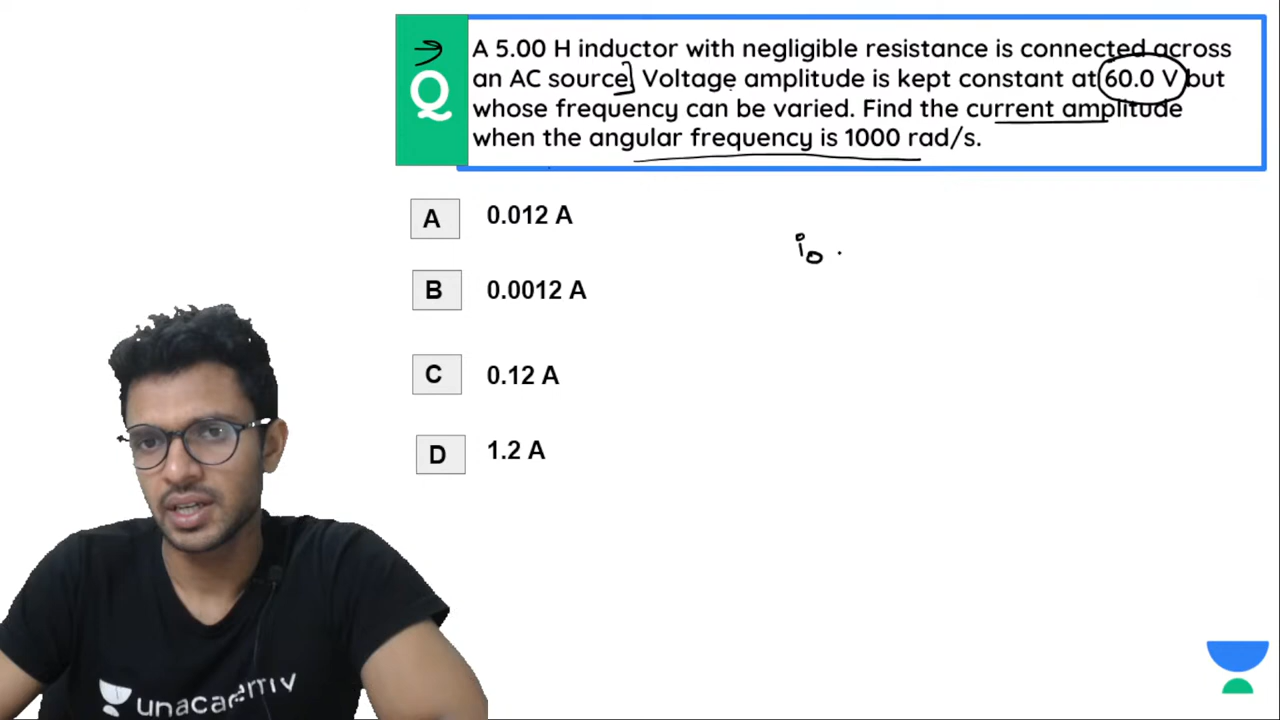 Q
A 5.00 H inductor with negligible resistance is connected across
an AC source. Voltage amplitude is kept constant at 60.0 V but
whose frequency can be varied. Find the current amplitude
when the angular frequency is 1000 rad/s.
A 0.012 A
i₀
B 0.0012 A
C 0.12 A
D 1.2 A
unacademy